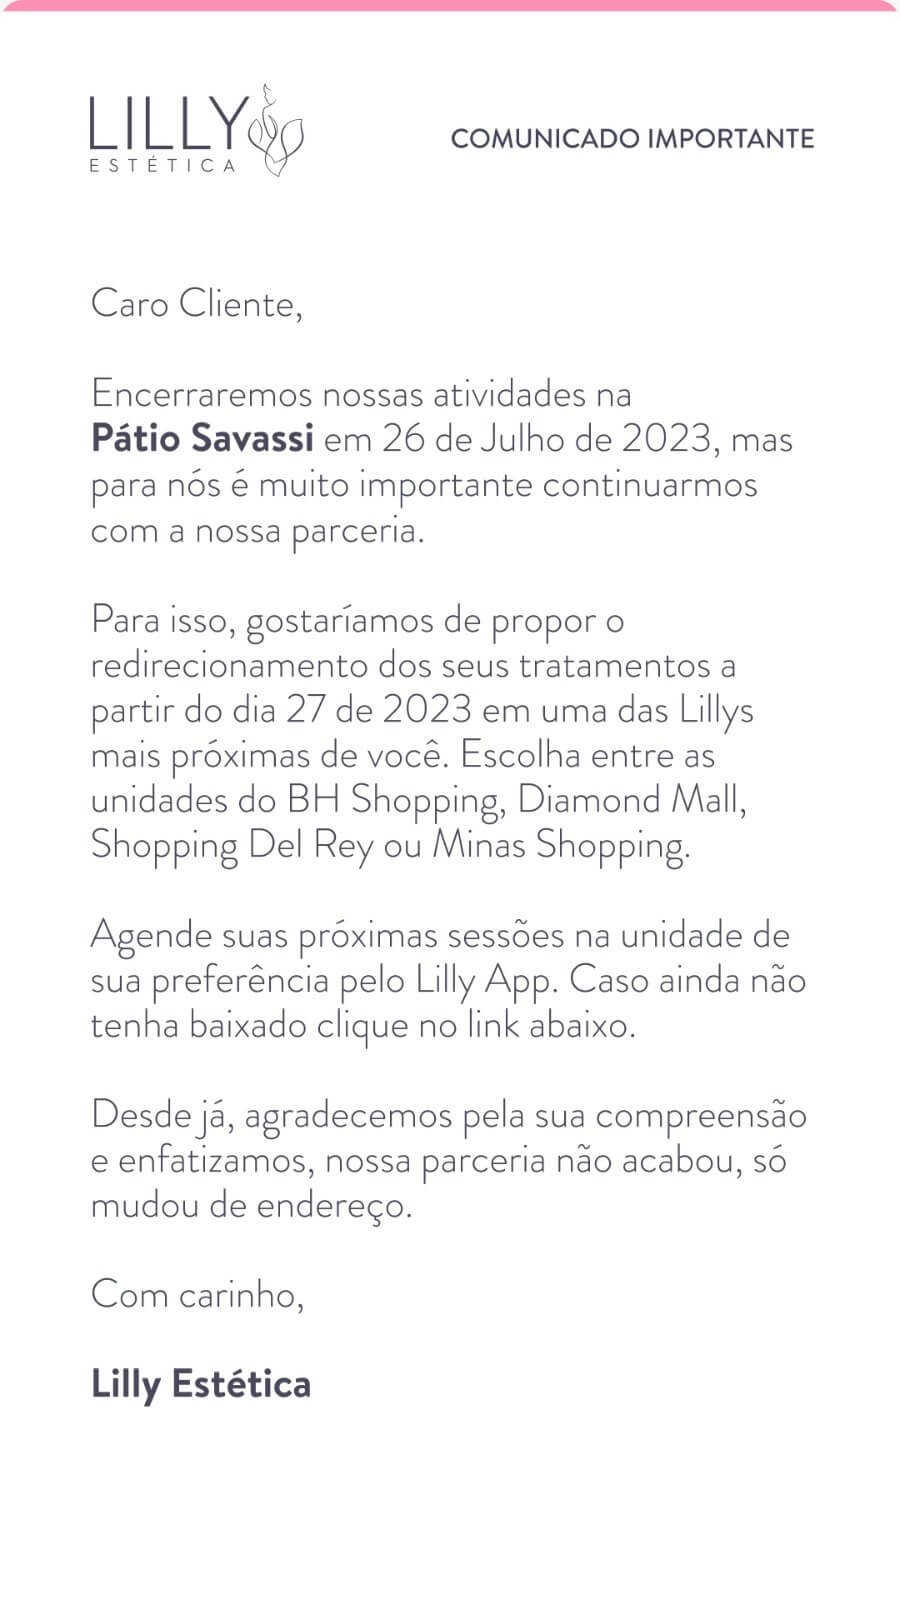 LILLY
ESTÉTICA
COMUNICADO IMPORTANTE
Caro Cliente,
Encerraremos nossas atividades na
Pátio Savassi em 26 de Julho de 2023, mas
para nós é muito importante continuarmos
com a nossa parceria.
Para isso, gostaríamos de propor o
redirecionamento dos seus tratamentos a
partir do dia 27 de 2023 em uma das Lillys
mais próximas de você. Escolha entre as
unidades do BH Shopping, Diamond Mall,
Shopping Del Rey ou Minas Shopping.
Agende suas próximas sessões na unidade de
sua preferência pelo Lilly App. Caso ainda não
tenha baixado clique no link abaixo.
Desde já, agradecemos pela sua compreensão
e enfatizamos, nossa parceria não acabou, só
mudou de endereço.
Com carinho,
Lilly Estética